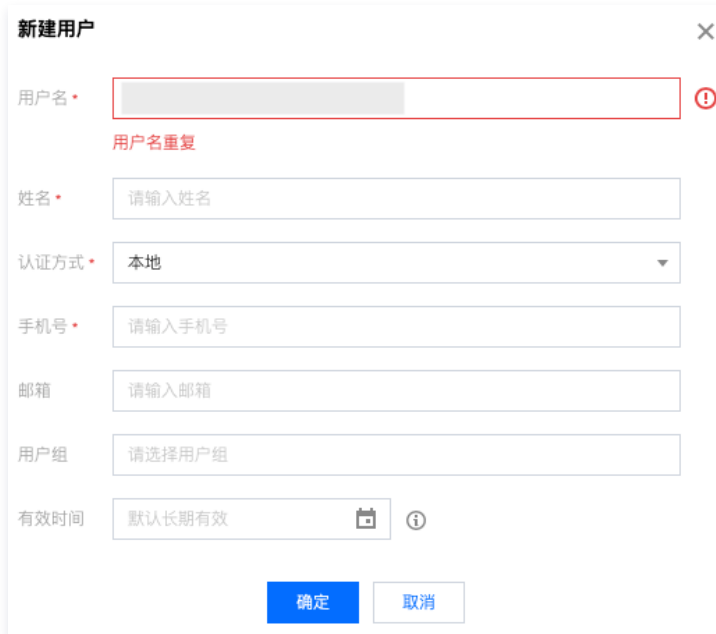 新建用户
用户名 *
用户名重复
姓名 * 请输入姓名
认证方式 * 本地
手机号 * 请输入手机号
邮箱 请输入邮箱
用户组 请选择用户组
有效时间 默认长期有效
确定 取消